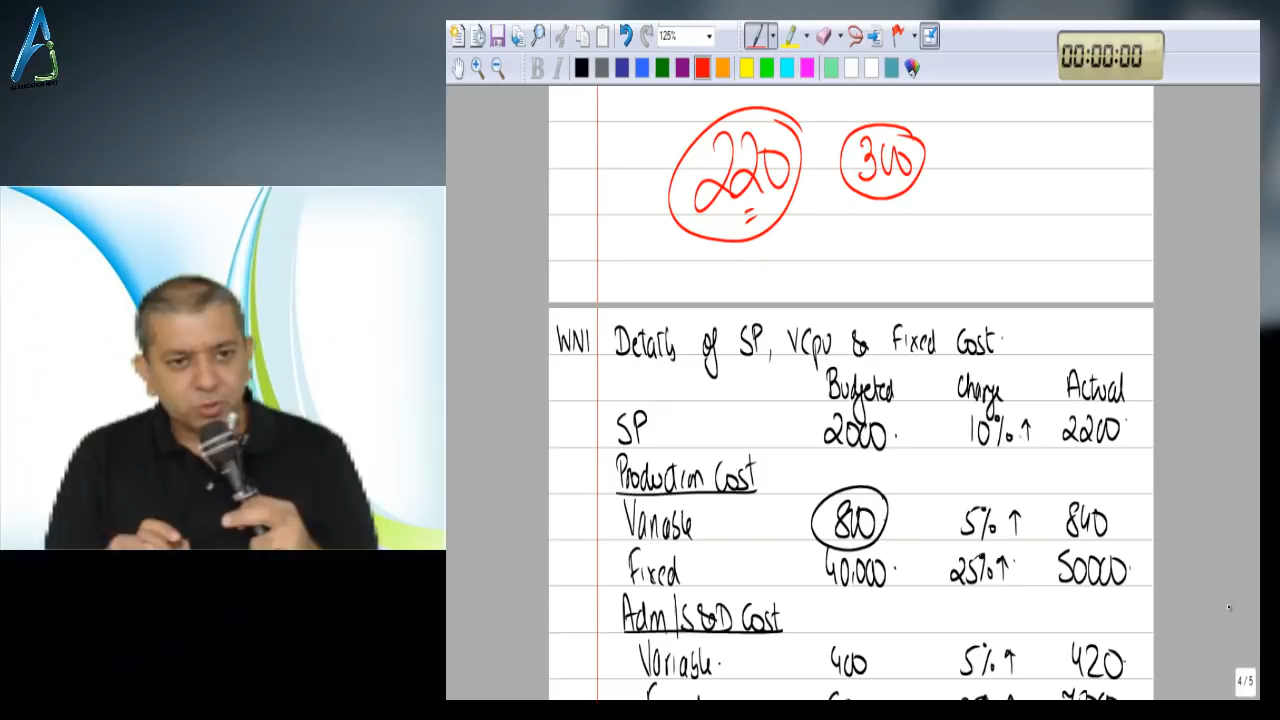 125%
B I
00:00:00
220 300
WN1 Details of SP, VCpu & Fixed Cost.
Budgeted Change Actual
SP 2000. 10%.↑ 2200.
Production Cost
Variable 800 5%↑ 840
Fixed 40,000. 25%↑ 50000.
Adm/S&D Cost
Variable. 400 5%↑ 420.
4/5